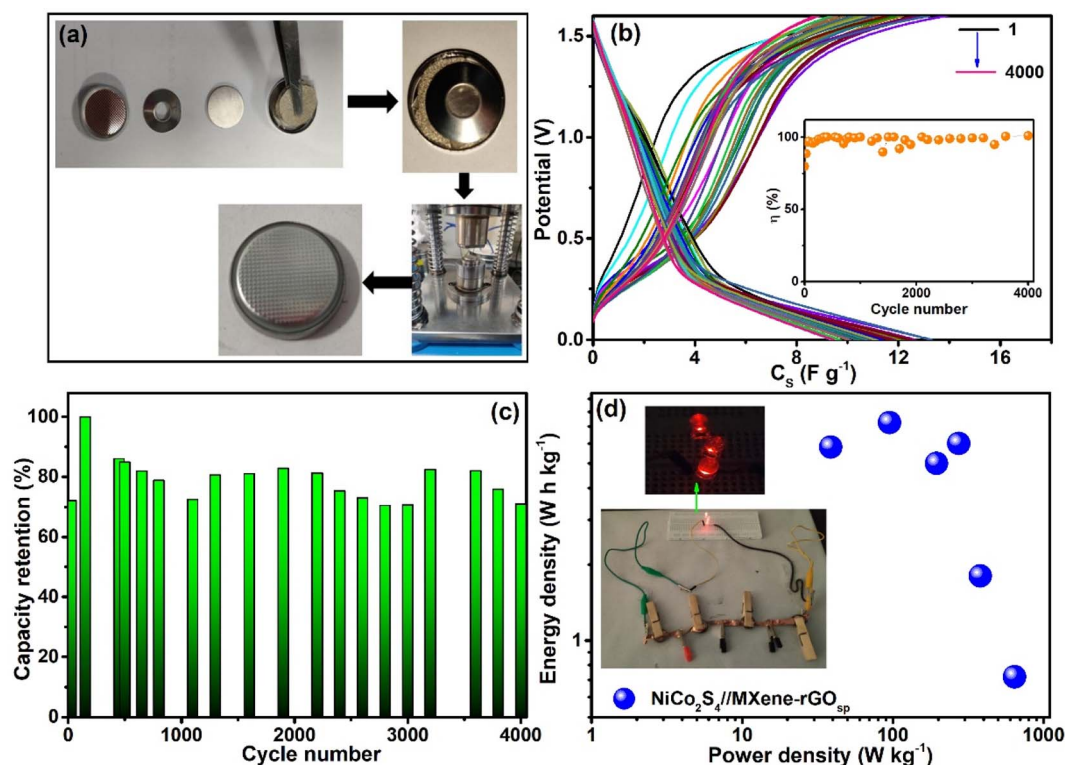 (a)
(b)
1
4000
Potential (V)
1.5
1.0
0.5
0.0
0
4
8
12
16
C_S (F g⁻¹)
η (%)
100
50
0
0
2000
4000
Cycle number
(c)
Capacity retention (%)
100
80
60
40
20
0
0
1000
2000
3000
4000
Cycle number
(d)
Energy density (W h kg⁻¹)
1
NiCo₂S₄//MXene-rGO_sp
1
10
100
1000
Power density (W kg⁻¹)